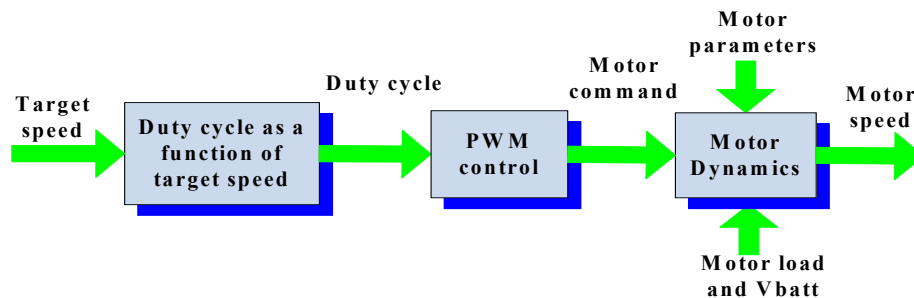 Target
speed
Duty cycle as a
function of
target speed
Duty cycle
PWM
control
Motor
command
Motor
parameters
Motor
Dynamics
Motor load
and Vbatt
Motor
speed